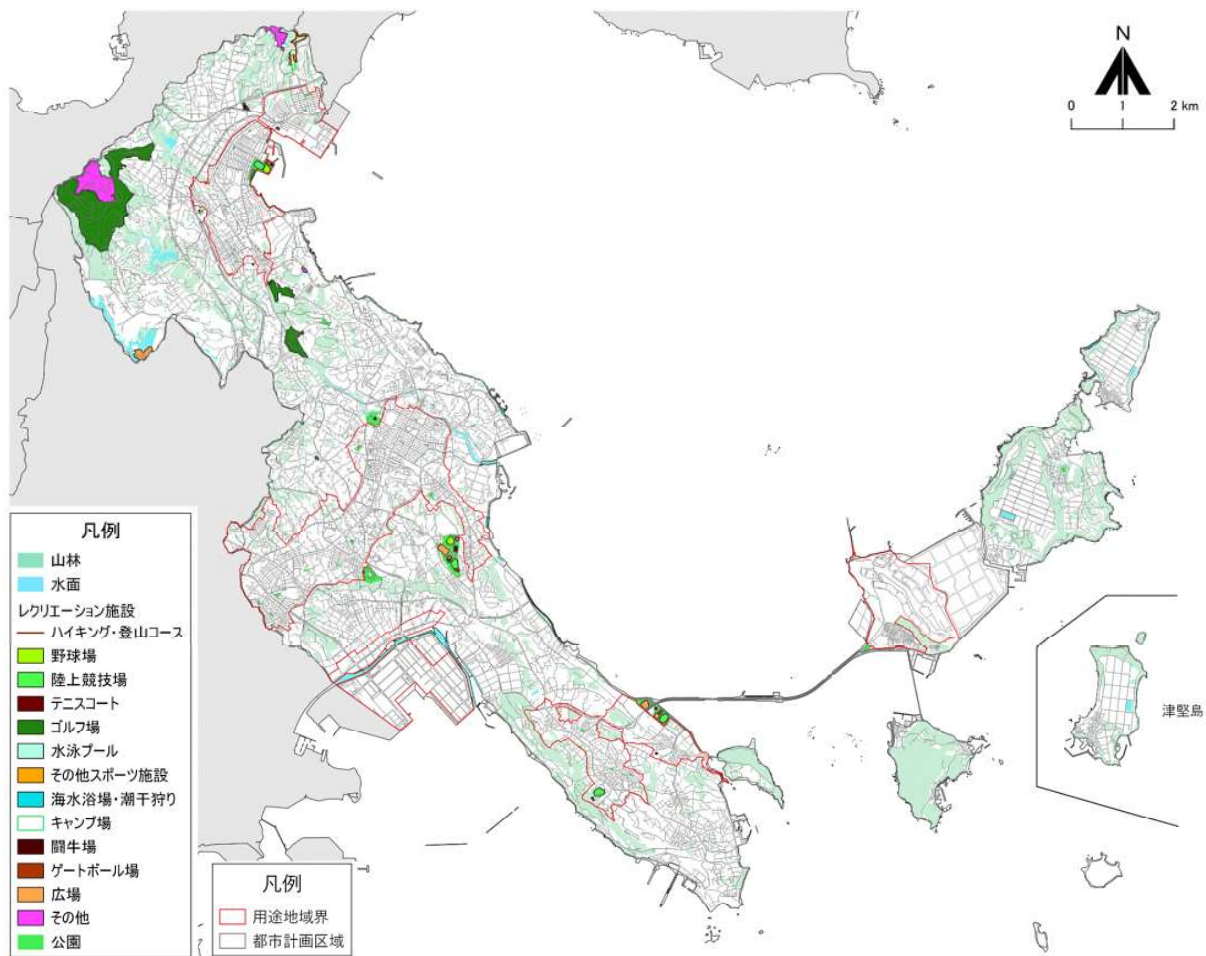 N
0 1 2 km
津堅島
凡例
山林
水面
レクリエーション施設
ハイキング・登山コース
野球場
陸上競技場
テニスコート
ゴルフ場
水泳プール
その他スポーツ施設
海水浴場・潮干狩り
キャンプ場
闘牛場
ゲートボール場
広場
その他
公園
凡例
用途地域界
都市計画区域